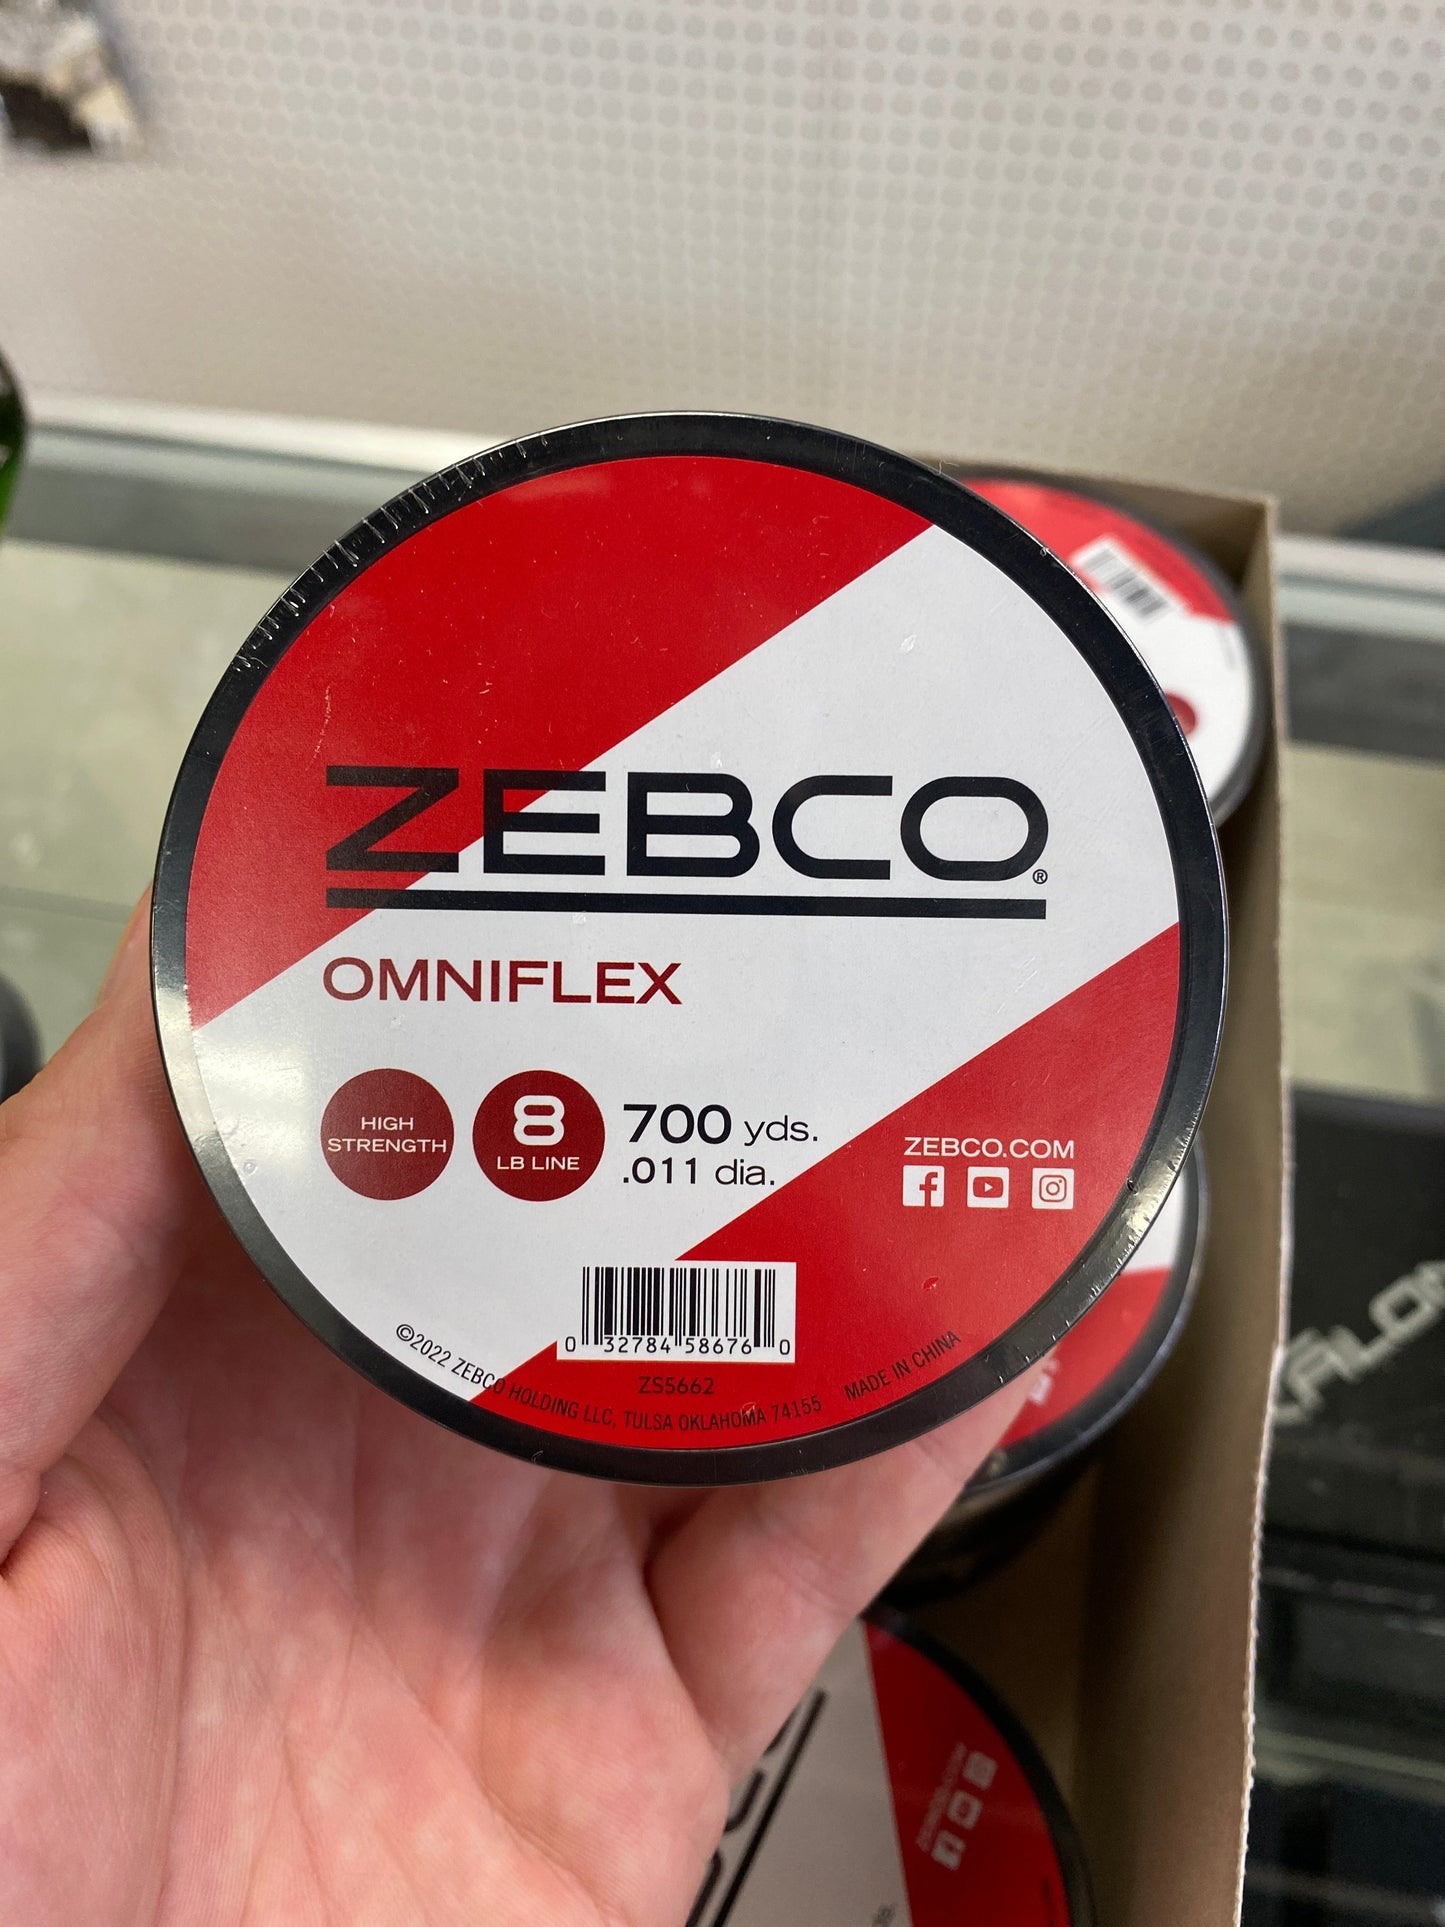 ZEBCO®
OMNIFLEX
HIGH
STRENGTH
8
LB LINE
700 yds.
.011 dia.
ZEBCO.COM
0 32784 58676 0
ZS5662
©2022 ZEBCO HOLDING LLC, TULSA OKLAHOMA 74155 MADE IN CHINA